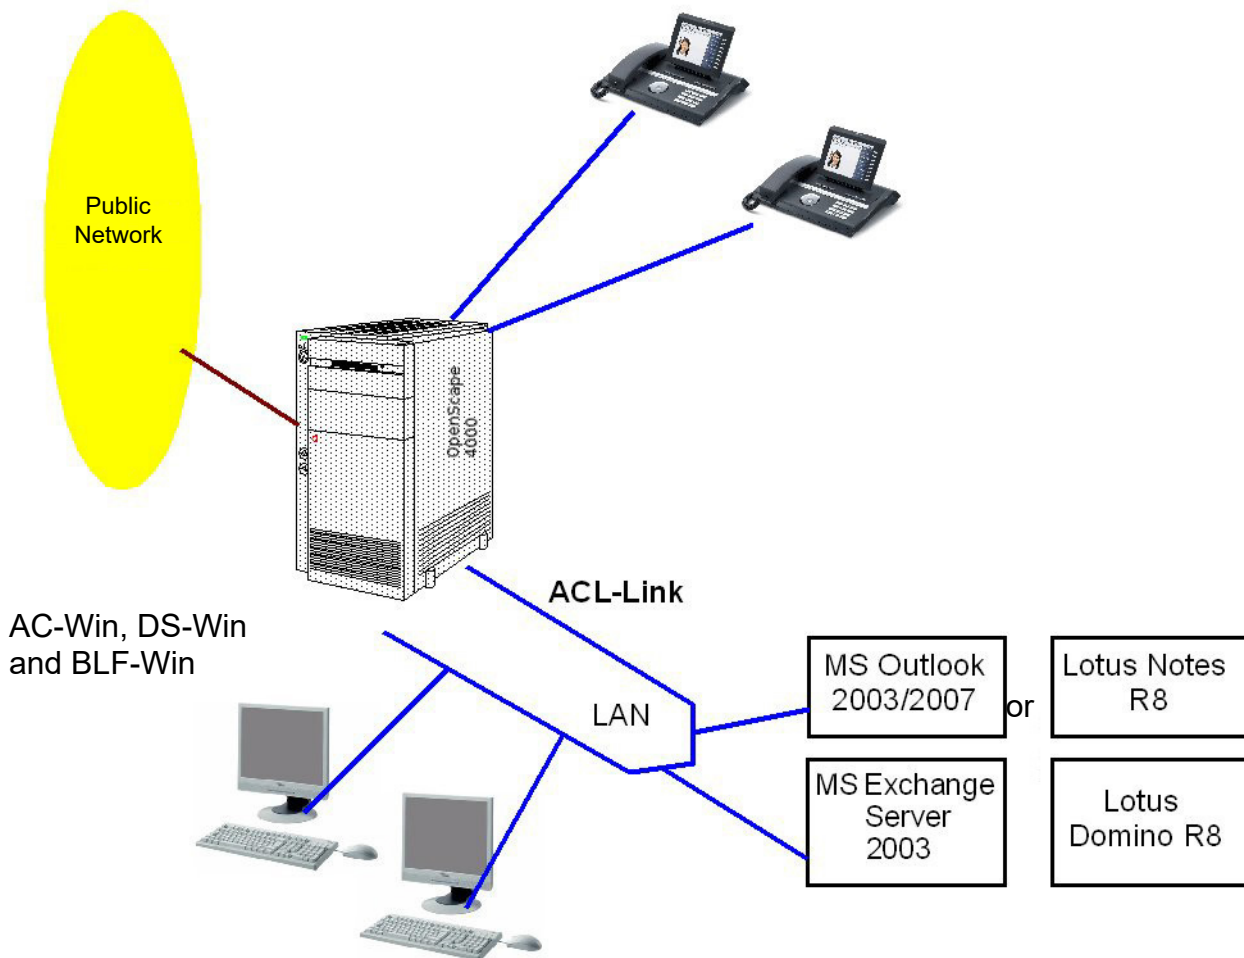 Public
Network
OpenScape
4000
ACL-Link
AC-Win, DS-Win
and BLF-Win
LAN
MS Outlook
2003/2007
or
Lotus Notes
R8
MS Exchange
Server
2003
Lotus
Domino R8